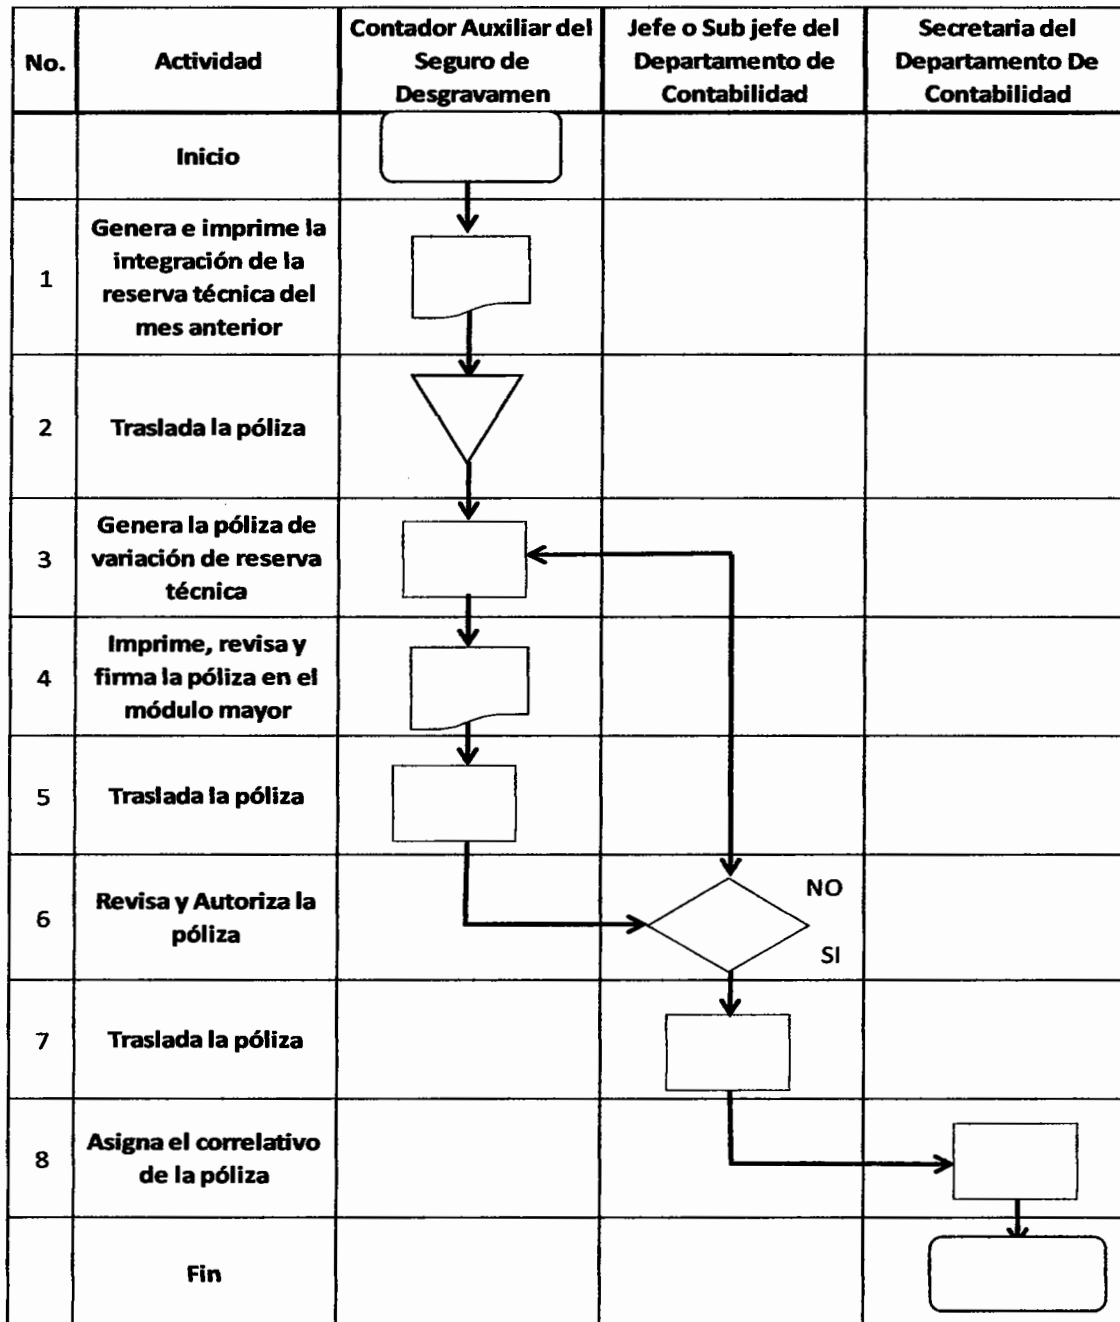 No.
Actividad
Contador Auxiliar del
Seguro de
Desgravamen
Jefe o Sub jefe del
Departamento de
Contabilidad
Secretaria del
Departamento De
Contabilidad
Inicio
1
Genera e imprime la
integración de la
reserva técnica del
mes anterior
2
Traslada la póliza
3
Genera la póliza de
variación de reserva
técnica
4
Imprime, revisa y
firma la póliza en el
módulo mayor
5
Traslada la póliza
6
Revisa y Autoriza la
póliza
NO
SI
7
Traslada la póliza
8
Asigna el correlativo
de la póliza
Fin